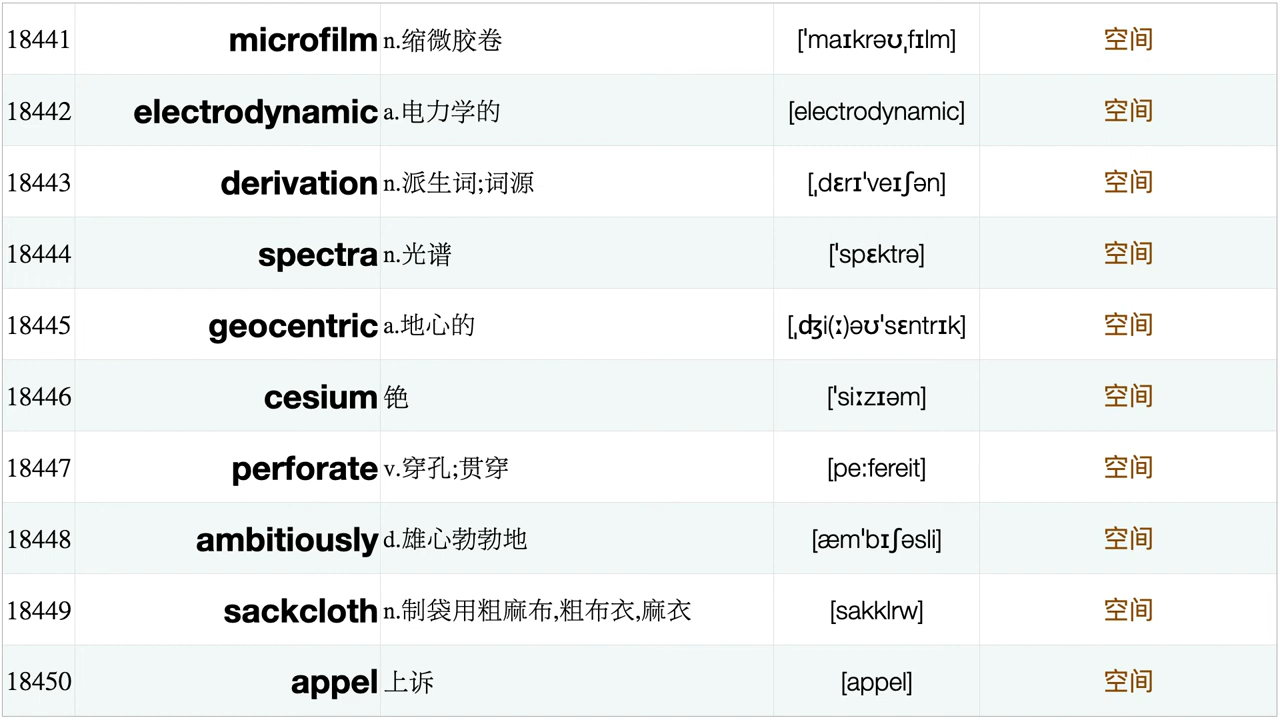 18441 microfilm n.缩微胶卷 [ˈmaɪkrəʊˌfɪlm] 空间
18442 electrodynamic a.电力学的 [electrodynamic] 空间
18443 derivation n.派生词;词源 [ˌdɛrɪˈveɪʃən] 空间
18444 spectra n.光谱 [ˈspɛktrə] 空间
18445 geocentric a.地心的 [ˌʤi(ː)əʊˈsɛntrɪk] 空间
18446 cesium 铯 [ˈsiːzɪəm] 空间
18447 perforate v.穿孔;贯穿 [pe:fereit] 空间
18448 ambitiously d.雄心勃勃地 [æmˈbɪʃəsli] 空间
18449 sackcloth n.制袋用粗麻布,粗布衣,麻衣 [sakklrw] 空间
18450 appel 上诉 [appel] 空间